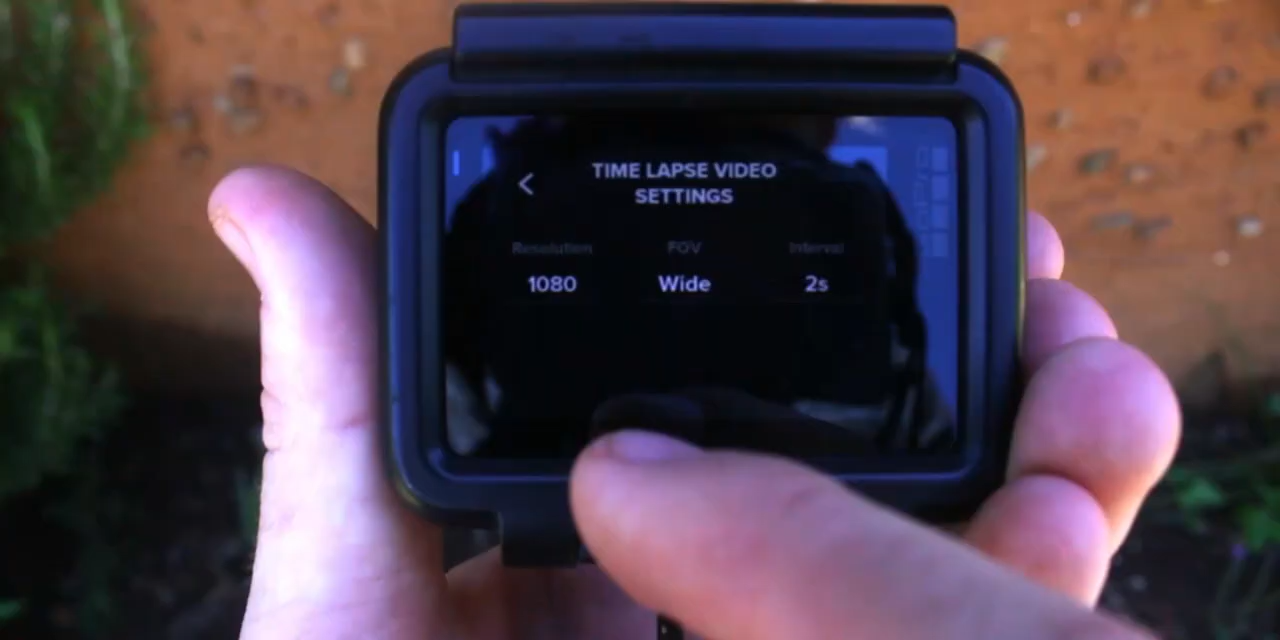 TIME LAPSE VIDEO
SETTINGS
Resolution FOV Interval
1080 Wide 2s